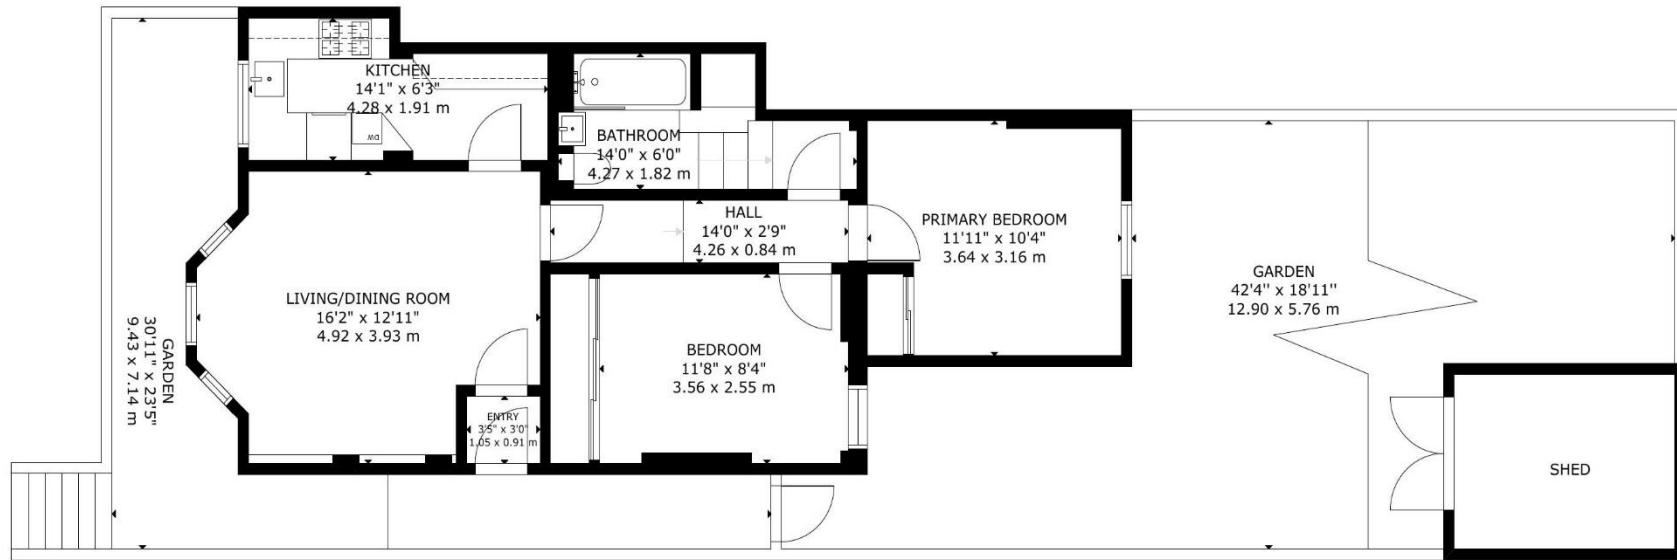 KITCHEN
14'1" x 6'3"
4.28 x 1.91 m
DW
BATHROOM
14'0" x 6'0"
4.27 x 1.82 m
HALL
14'0" x 2'9"
4.26 x 0.84 m
PRIMARY BEDROOM
11'11" x 10'4"
3.64 x 3.16 m
LIVING/DINING ROOM
16'2" x 12'11"
4.92 x 3.93 m
GARDEN
30'11" x 23'5"
9.43 x 7.14 m
ENTRY
3'5" x 3'0"
1.05 x 0.91 m
BEDROOM
11'8" x 8'4"
3.56 x 2.55 m
GARDEN
42'4" x 18'11"
12.90 x 5.76 m
SHED